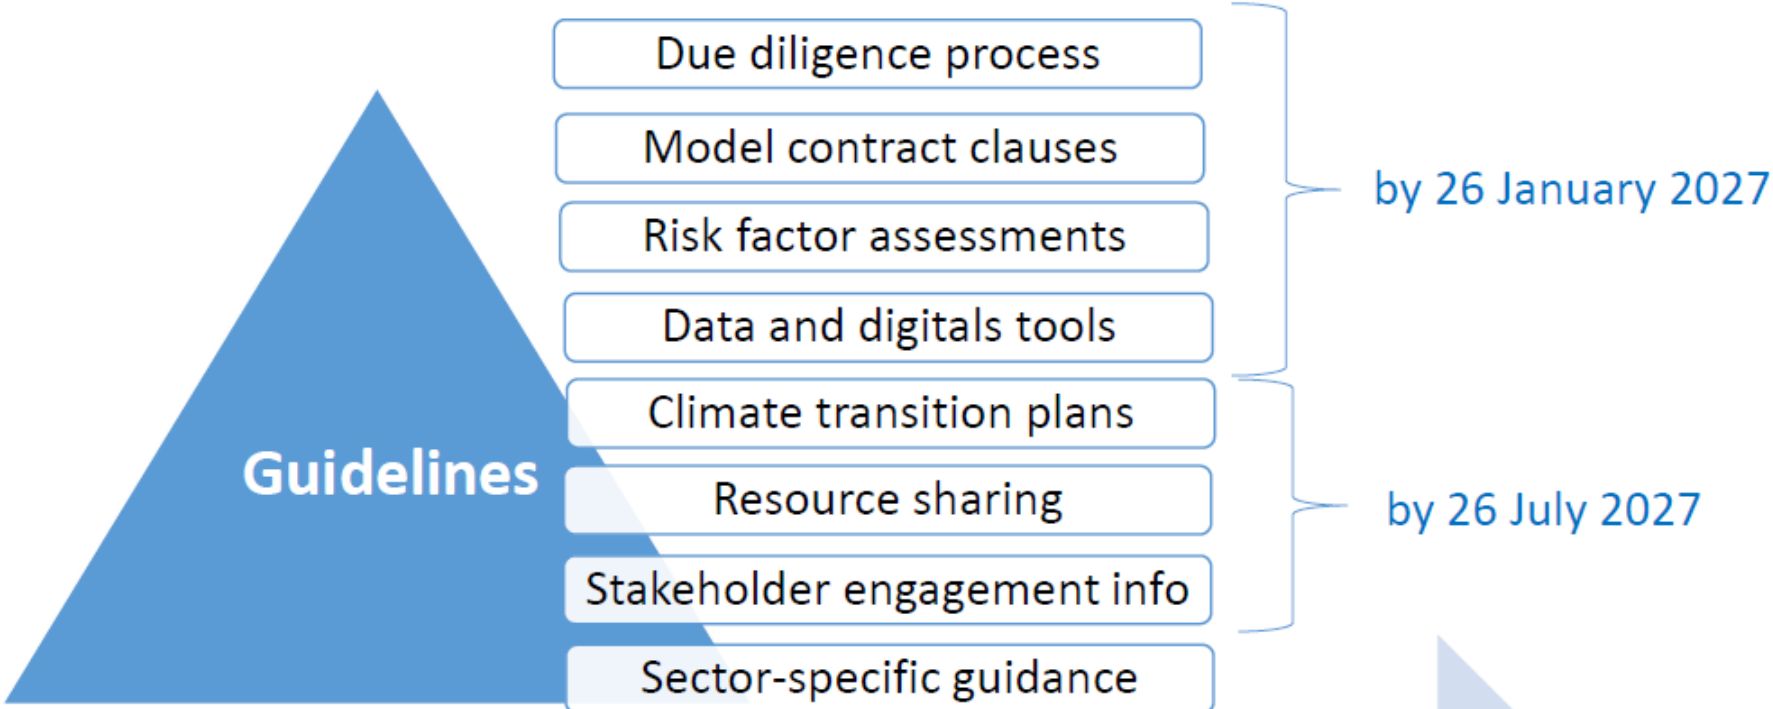 Due diligence process
Model contract clauses
Risk factor assessments
Data and digitals tools
by 26 January 2027
Guidelines
Climate transition plans
Resource sharing
Stakeholder engagement info
by 26 July 2027
Sector-specific guidance